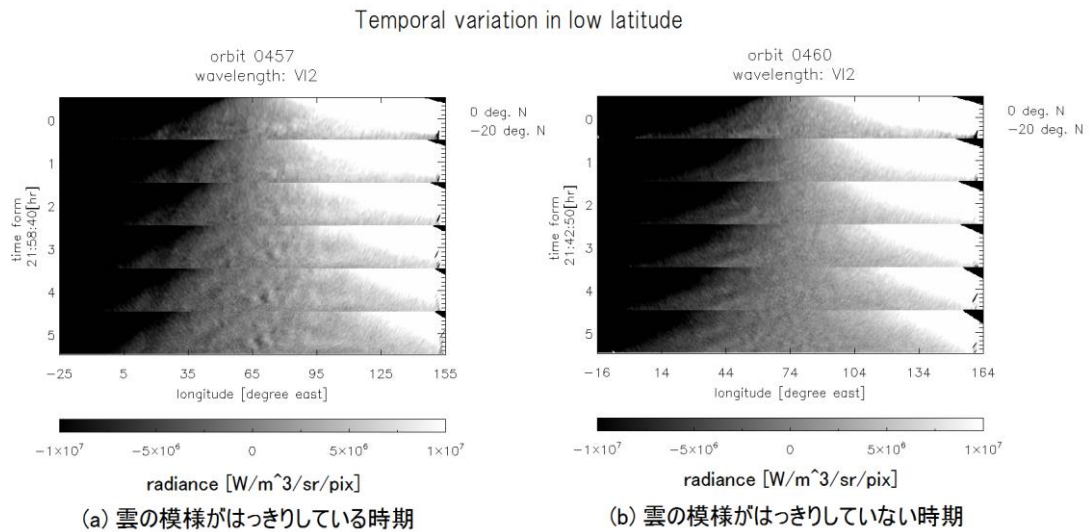 Temporal variation in low latitude
orbit 0457
wavelength: VI2
0 deg. N
-20 deg. N
time form
21:58:40[hr]
0
1
2
3
4
5
-25 5 35 65 95 125 155
longitude [degree east]
-1×10^7 -5×10^6 0 5×10^6 1×10^7
radiance [W/m^3/sr/pix]
(a) 雲の模様がはっきりしている時期
orbit 0460
wavelength: VI2
0 deg. N
-20 deg. N
time form
21:42:50[hr]
0
1
2
3
4
5
-16 14 44 74 104 134 164
longitude [degree east]
-1×10^7 -5×10^6 0 5×10^6 1×10^7
radiance [W/m^3/sr/pix]
(b) 雲の模様がはっきりしていない時期